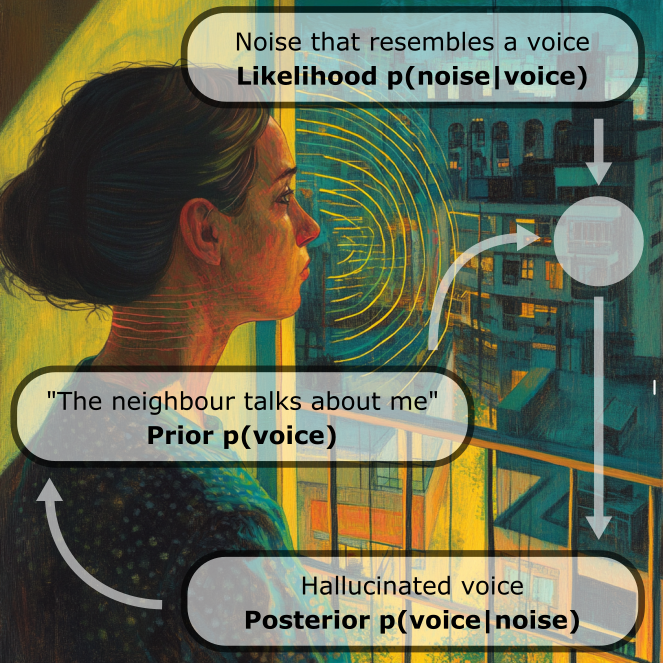 Noise that resembles a voice
Likelihood p(noise|voice)
"The neighbour talks about me"
Prior p(voice)
Hallucinated voice
Posterior p(voice|noise)